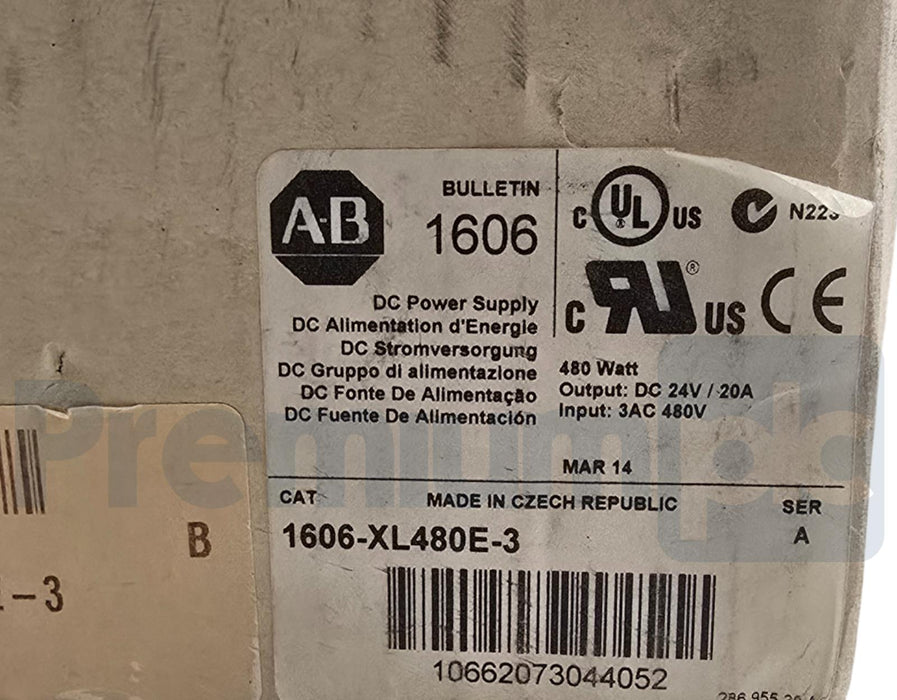 A-B
BULLETIN
1606
DC Power Supply
DC Alimentation d'Energie
DC Stromversorgung
DC Gruppo di alimentazione
DC Fonte De Alimentação
DC Fuente De Alimentación
C UL US
®
C RU US
®
CE
480 Watt
Output: DC 24V / 20A
Input: 3AC 480V
MAR 14
CAT MADE IN CZECH REPUBLIC SER
1606-XL480E-3 A
10662073044052
B
-3
Premium pb